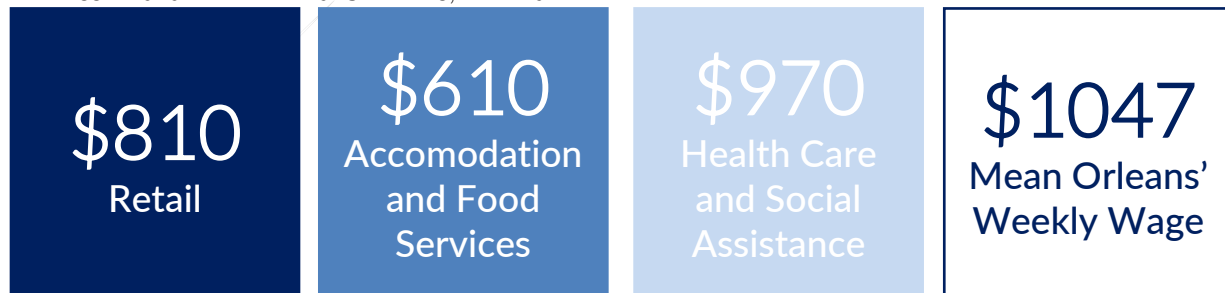 $810
Retail
$610
Accomodation
and Food
Services
$970
Health Care
and Social
Assistance
$1047
Mean Orleans’
Weekly Wage